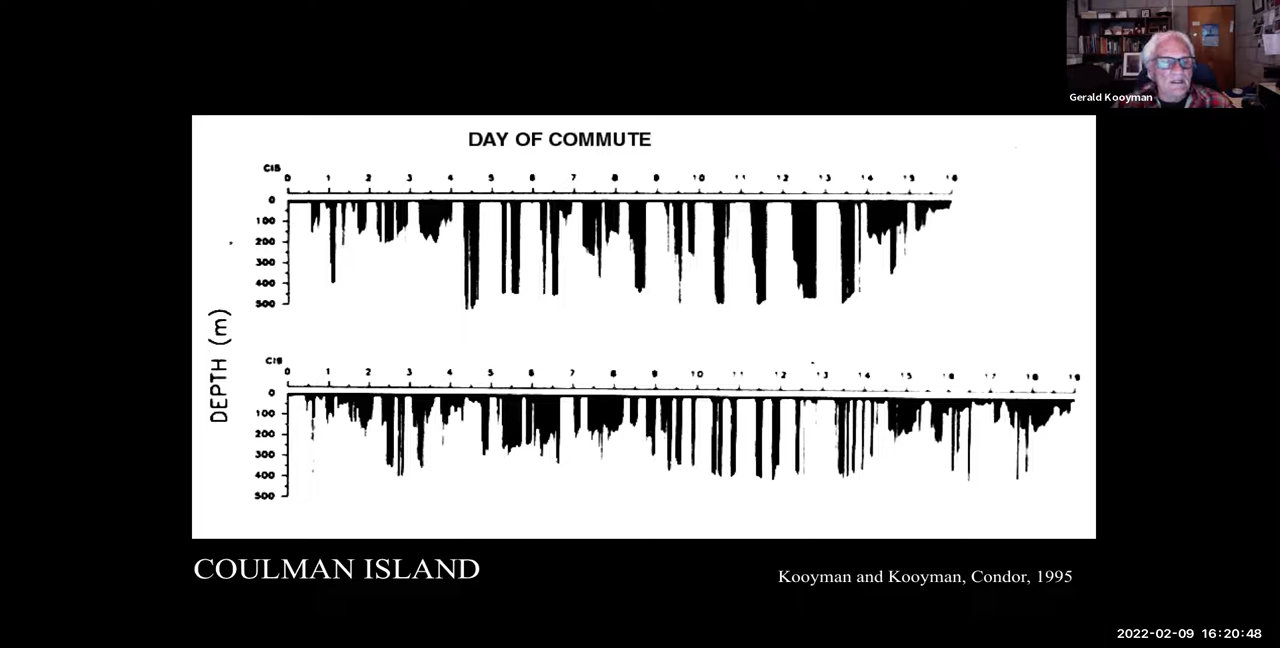 Gerald Kooyman
DAY OF COMMUTE
CI8
0 1 2 3 4 5 6 7 8 9 10 11 12 13 14 15 16
0
100
200
300
400
500
DEPTH (m)
CI9
0 1 2 3 4 5 6 7 8 9 10 11 12 13 14 15 16 17 18 19
0
100
200
300
400
500
COULMAN ISLAND
Kooyman and Kooyman, Condor, 1995
2022-02-09 16:20:48